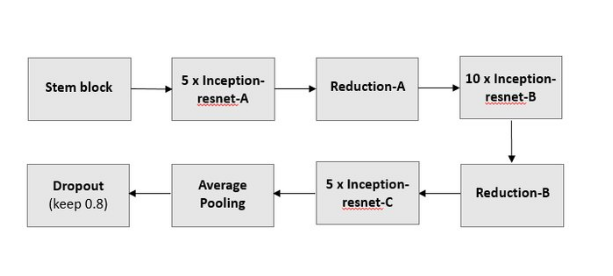 Stem block
5 x Inception-
resnet-A
Reduction-A
10 x Inception-
resnet-B
Reduction-B
5 x Inception-
resnet-C
Average
Pooling
Dropout
(keep 0.8)